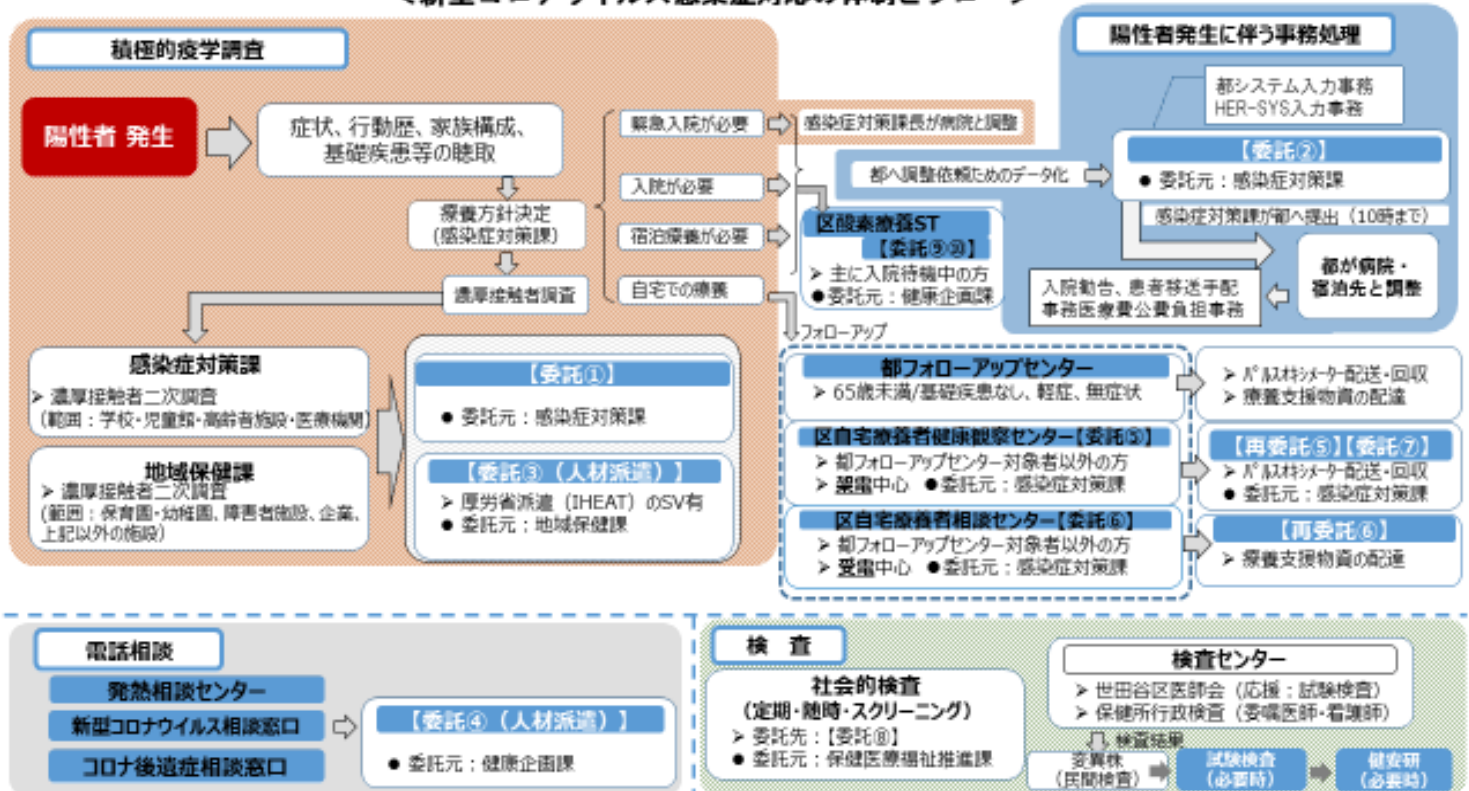 積極的疫学調査
陽性者 発生
症状、行動歴、家族構成、
基礎疾患等の聴取
療養方針決定
(感染症対策課)
濃厚接触者調査
緊急入院が必要
感染症対策課長が病院と調整
入院が必要
宿泊療養が必要
自宅での療養
区酸素療養ST
【委託⑨⑩】
➢ 主に入院待機中の方
●委託元：健康企画課
陽性者発生に伴う事務処理
都システム入力事務
HER-SYS入力事務
都へ調整依頼ためのデータ化
【委託②】
● 委託元：感染症対策課
感染症対策課が都へ提出（10時まで）
都が病院・
宿泊先と調整
入院勧告、患者移送手配
事務医療費公費負担事務
感染症対策課
➢ 濃厚接触者二次調査
(範囲：学校・児童館・高齢者施設・医療機関)
地域保健課
➢ 濃厚接触者二次調査
(範囲：保育園・幼稚園、障害者施設、企業、
上記以外の施設)
【委託①】
● 委託元：感染症対策課
【委託③（人材派遣）】
➢ 厚労省派遣（IHEAT）のSV有
● 委託元：地域保健課
フォローアップ
都フォローアップセンター
➢ 65歳未満/基礎疾患なし、軽症、無症状
➢ パルスオキシメーター配送・回収
➢ 療養支援物資の配達
区自宅療養者健康観察センター【委託⑤】
➢ 都フォローアップセンター対象者以外の方
➢ 架電中心 ●委託元：感染症対策課
【再委託⑤】【委託⑦】
➢ パルスオキシメーター配送・回収
● 委託元：感染症対策課
区自宅療養者相談センター【委託⑥】
➢ 都フォローアップセンター対象者以外の方
➢ 受電中心 ●委託元：感染症対策課
【再委託⑥】
➢ 療養支援物資の配達
電話相談
発熱相談センター
新型コロナウイルス相談窓口
コロナ後遺症相談窓口
【委託④（人材派遣）】
● 委託元：健康企画課
検 査
社会的検査
(定期・随時・スクリーニング)
➢ 委託先：【委託⑧】
● 委託元：保健医療福祉推進課
検査センター
➢ 世田谷区医師会（応援：試験検査）
➢ 保健所行政検査（委嘱医師・看護師）
検査結果
変異株
(民間検査)
試験検査
(必要時)
健安研
(必要時)